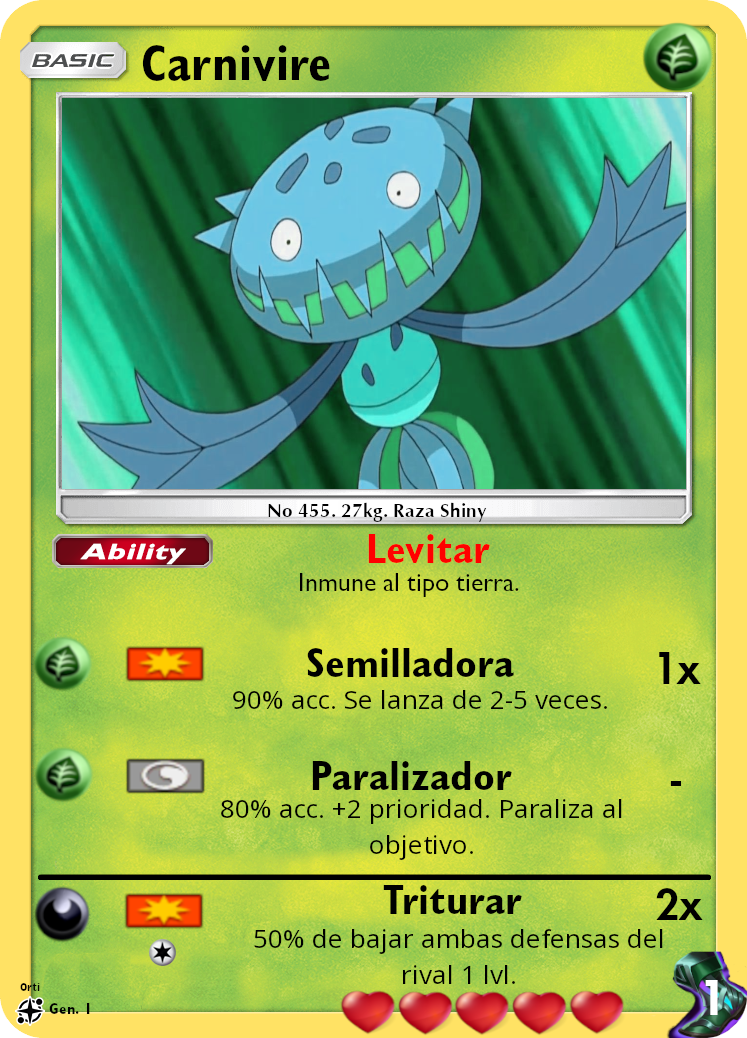 BASIC
Carnivire
No 455. 27kg. Raza Shiny
Ability
Levitar
Inmune al tipo tierra.
Semilladora
1x
90% acc. Se lanza de 2-5 veces.
Paralizador
-
80% acc. +2 prioridad. Paraliza al
objetivo.
Triturar
2x
50% de bajar ambas defensas del
rival 1 lvl.
Orti
Gen. 1
1